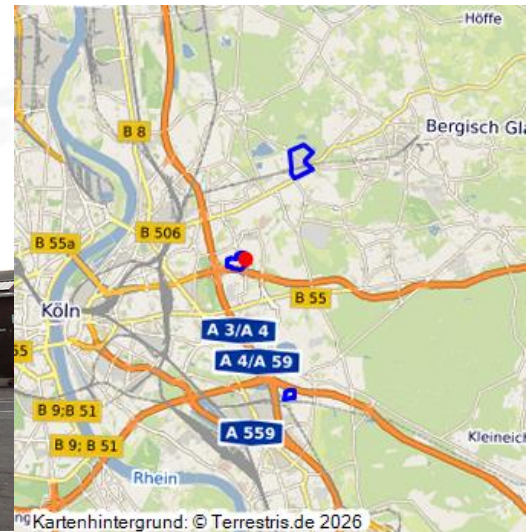 Höffe
B 8
Bergisch Gla
B 506
B 55a
B 55
Köln
A 3/A 4
55
A 4/A 59
B 9;B 51
A 559
Kleineich
B 9; B 51
Rhein
Kartenhintergrund: © Terrestris.de 2026